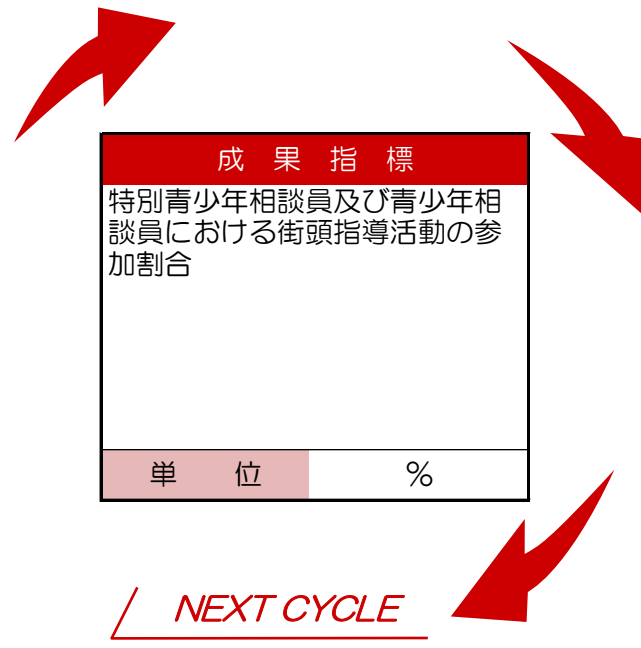 成果指標
特別青少年相談員及び青少年相
談員における街頭指導活動の参
加割合
単位 %
NEXT CYCLE